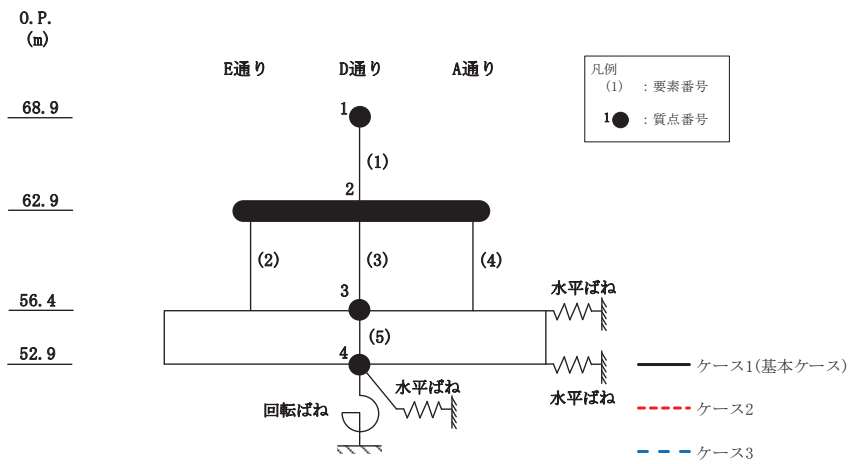 O.P.
(m)
E通り D通り A通り
凡例
(1) ：要素番号
1 ：質点番号
68.9
1
(1)
62.9
2
(2) (3) (4)
56.4
3
水平ばね
(5)
52.9
4
水平ばね
水平ばね
回転ばね
ケース1(基本ケース)
ケース2
ケース3